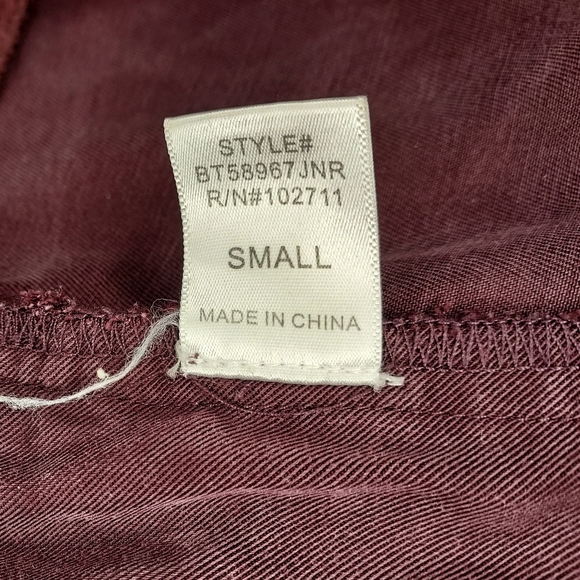 STYLE#
BT58967JNR
R/N#102711
SMALL
MADE IN CHINA